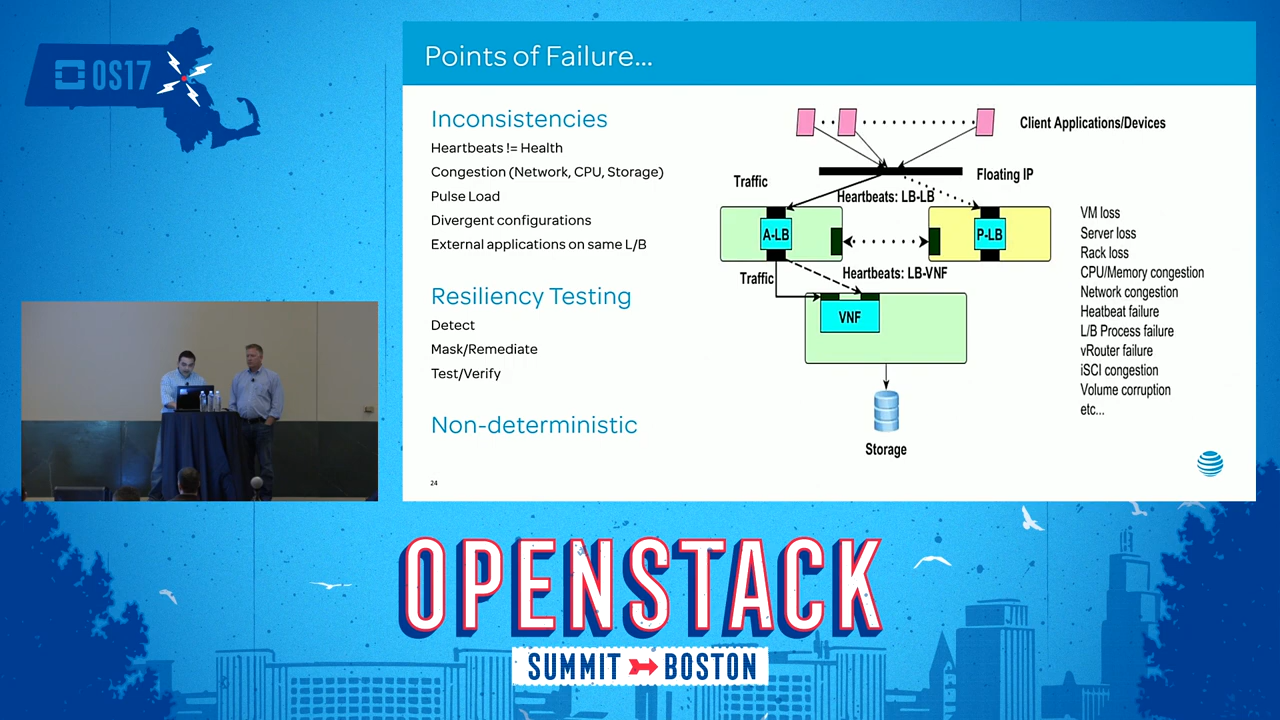 OS17
Points of Failure...
Inconsistencies
Heartbeats != Health
Congestion (Network, CPU, Storage)
Pulse Load
Divergent configurations
External applications on same L/B
Resiliency Testing
Detect
Mask/Remediate
Test/Verify
Non-deterministic
24
Client Applications/Devices
Floating IP
Traffic
Heartbeats: LB-LB
A-LB
P-LB
Traffic
Heartbeats: LB-VNF
VNF
Storage
VM loss
Server loss
Rack loss
CPU/Memory congestion
Network congestion
Heatbeat failure
L/B Process failure
vRouter failure
iSCI congestion
Volume corruption
etc...
OPENSTACK
SUMMIT BOSTON